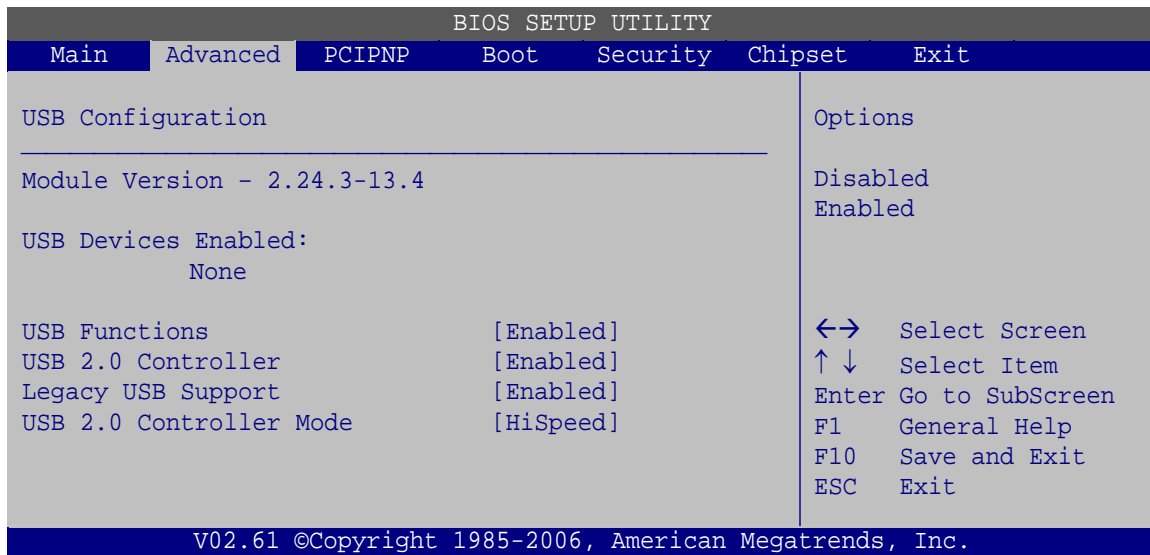 BIOS SETUP UTILITY
Main Advanced PCIPNP Boot Security Chipset Exit
USB Configuration
Module Version – 2.24.3-13.4
USB Devices Enabled:
None
USB Functions [Enabled]
USB 2.0 Controller [Enabled]
Legacy USB Support [Enabled]
USB 2.0 Controller Mode [HiSpeed]
Options
Disabled
Enabled
←→ Select Screen
↑ ↓ Select Item
Enter Go to SubScreen
F1 General Help
F10 Save and Exit
ESC Exit
V02.61 ©Copyright 1985-2006, American Megatrends, Inc.